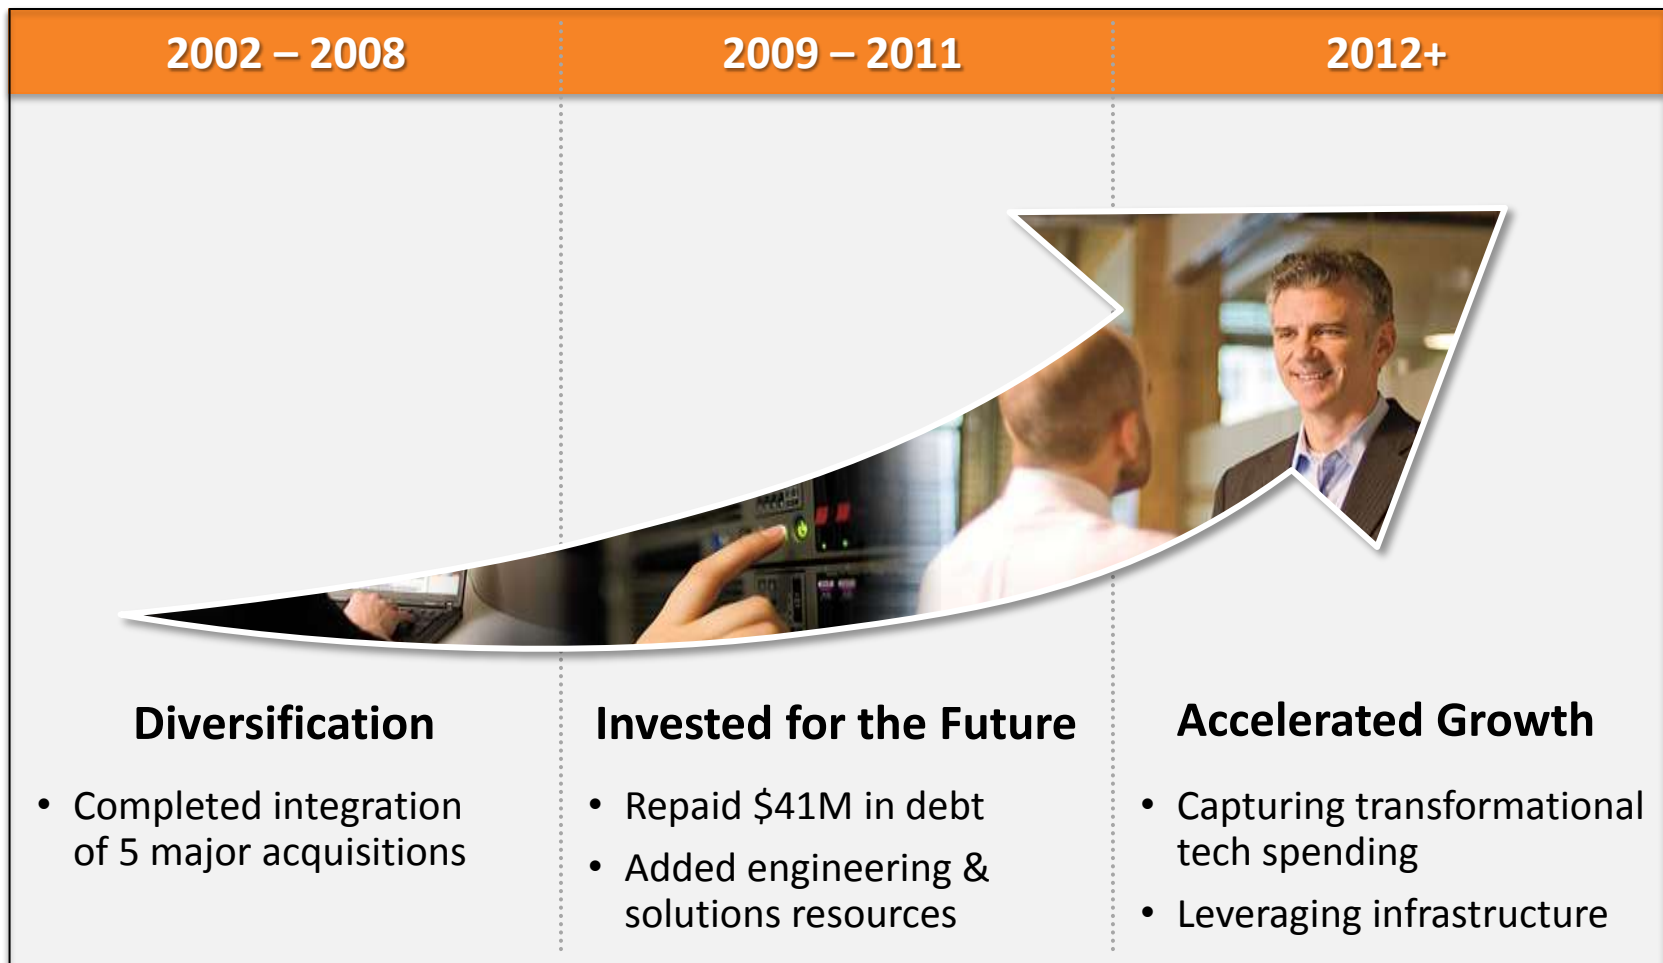 2002 – 2008
2009 – 2011
2012+
Diversification
• Completed integration
of 5 major acquisitions
Invested for the Future
• Repaid $41M in debt
• Added engineering &
solutions resources
Accelerated Growth
• Capturing transformational
tech spending
• Leveraging infrastructure